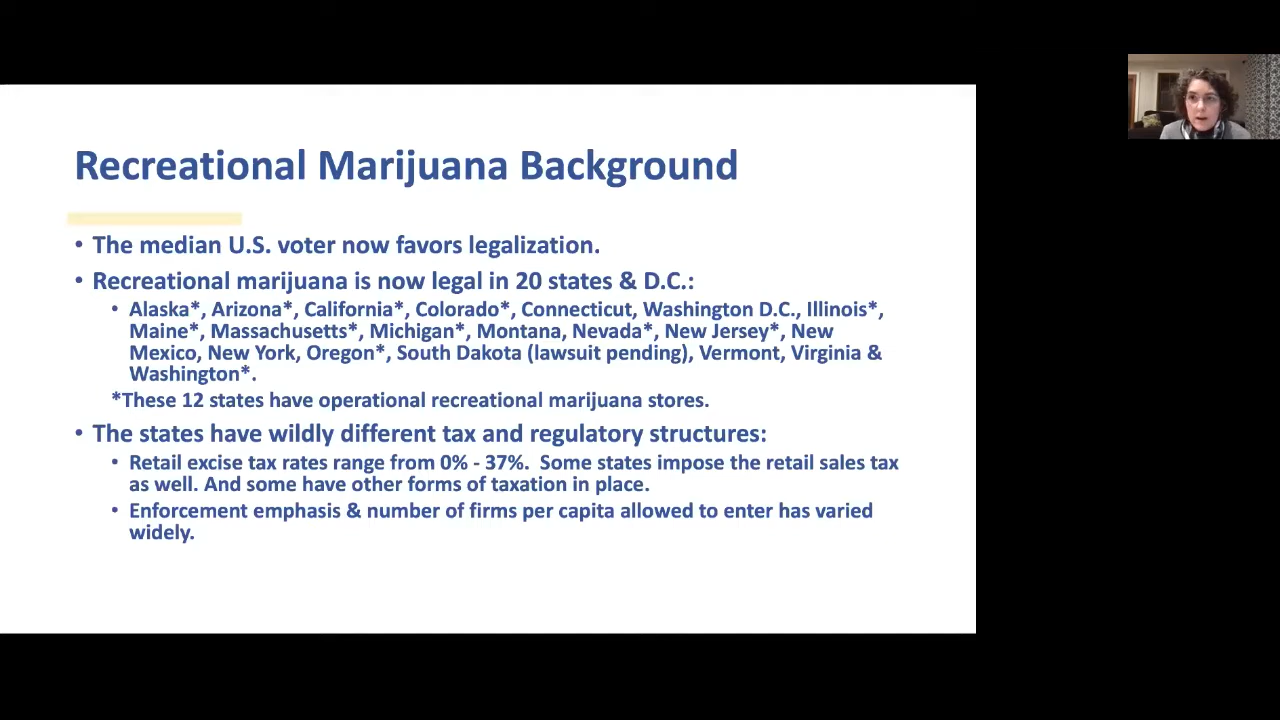 Recreational Marijuana Background
• The median U.S. voter now favors legalization.
• Recreational marijuana is now legal in 20 states & D.C.:
• Alaska*, Arizona*, California*, Colorado*, Connecticut, Washington D.C., Illinois*,
Maine*, Massachusetts*, Michigan*, Montana, Nevada*, New Jersey*, New
Mexico, New York, Oregon*, South Dakota (lawsuit pending), Vermont, Virginia &
Washington*.
*These 12 states have operational recreational marijuana stores.
• The states have wildly different tax and regulatory structures:
• Retail excise tax rates range from 0% - 37%.  Some states impose the retail sales tax
as well. And some have other forms of taxation in place.
• Enforcement emphasis & number of firms per capita allowed to enter has varied
widely.